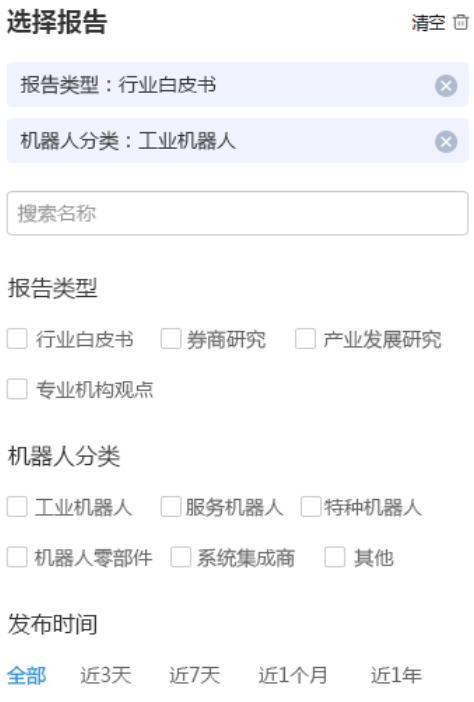 选择报告 清空
报告类型：行业白皮书
机器人分类：工业机器人
搜索名称
报告类型
行业白皮书 券商研究 产业发展研究
专业机构观点
机器人分类
工业机器人 服务机器人 特种机器人
机器人零部件 系统集成商 其他
发布时间
全部 近3天 近7天 近1个月 近1年